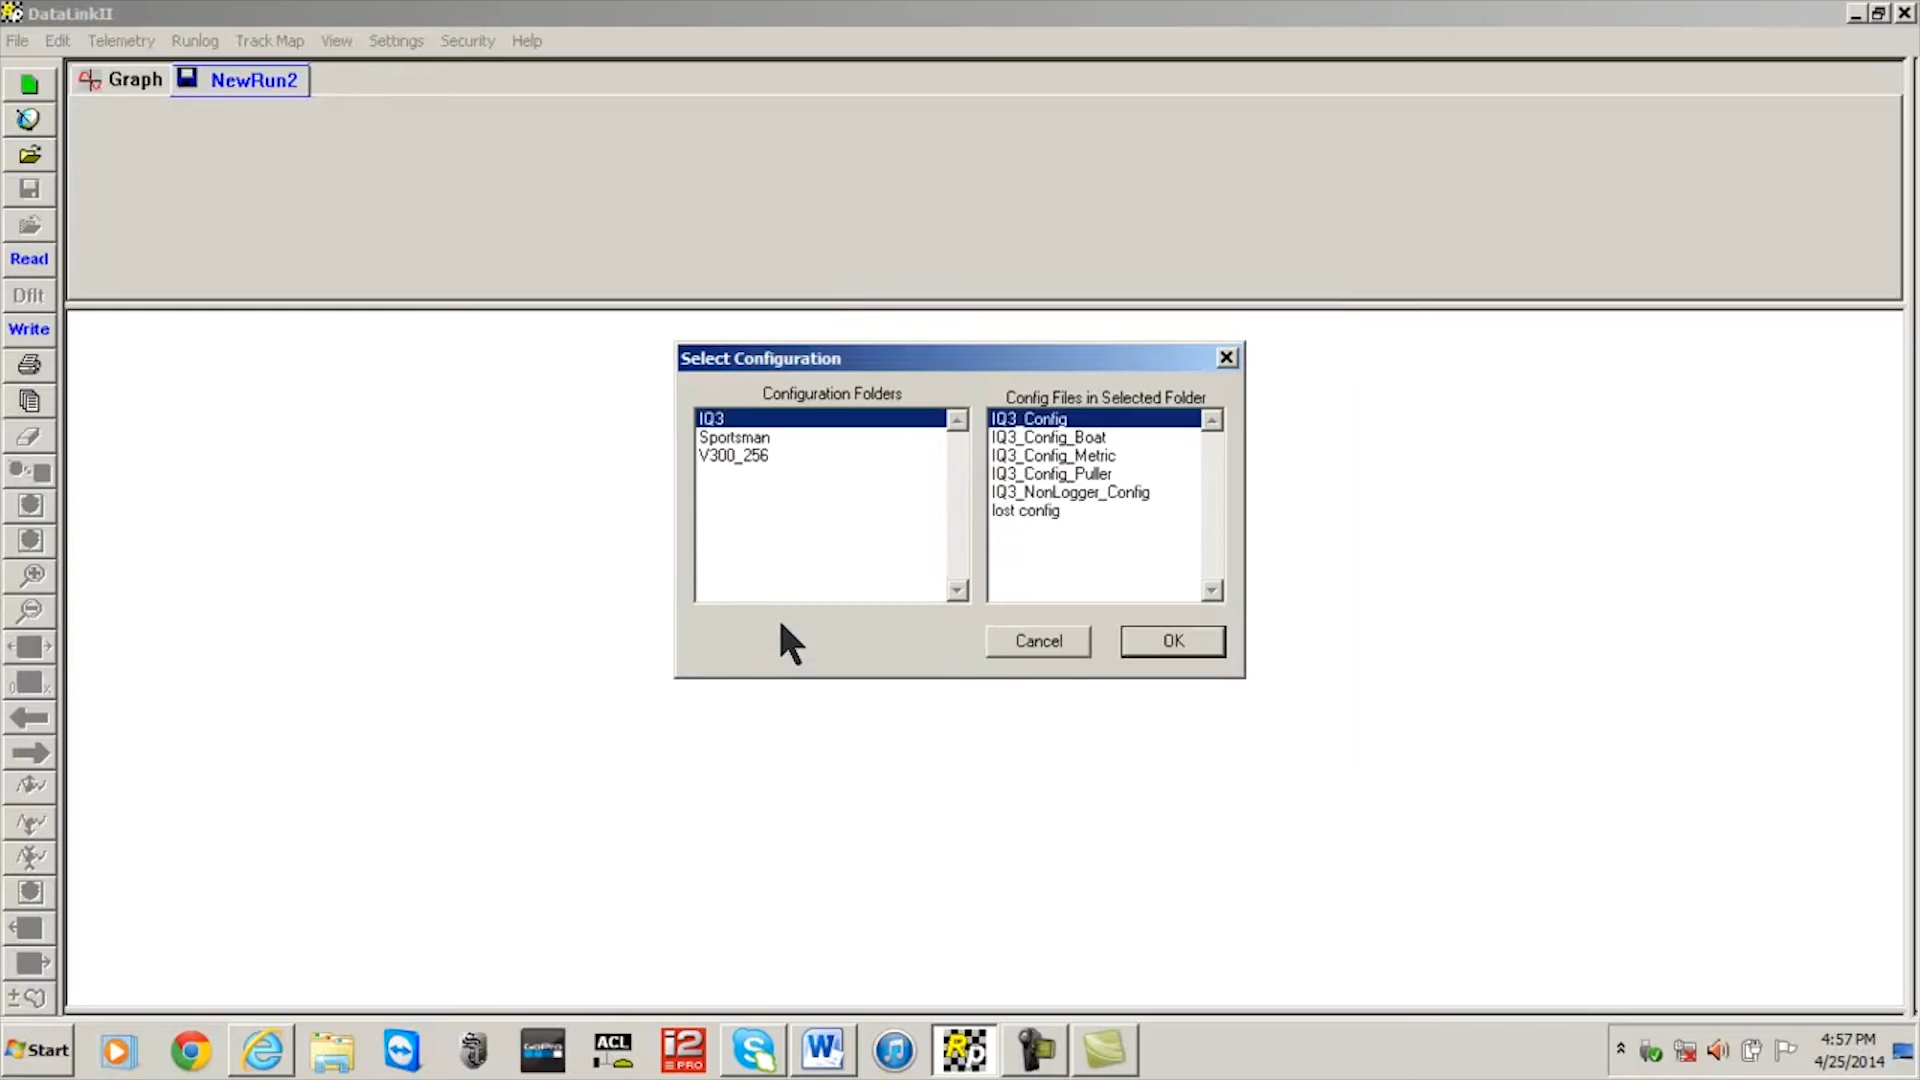 DataLinkII
File Edit Telemetry Runlog Track Map View Settings Security Help
Graph NewRun2
Read
Dflt
Write
Select Configuration
Configuration Folders
IQ3
Sportsman
V300_256
Config Files in Selected Folder
IQ3_Config
IQ3_Config_Boat
IQ3_Config_Metric
IQ3_Config_Puller
IQ3_NonLogger_Config
lost config
Cancel OK
Start
GoPro
ACL
i2
PRO
W
Rp
4:57 PM
4/25/2014